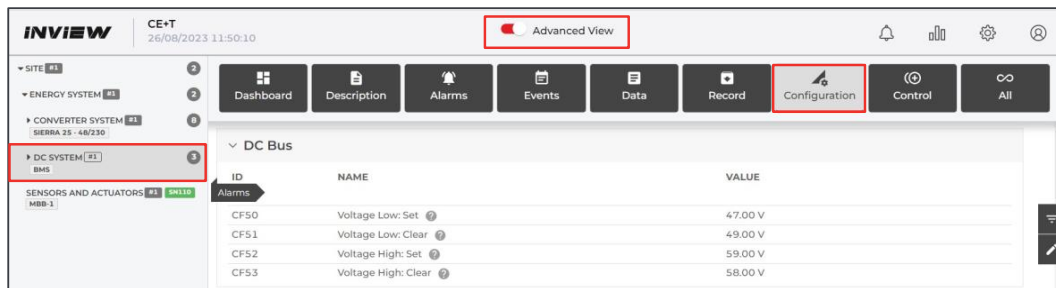 iNViEW
CE+T
26/08/2023 11:50:10
Advanced View
SITE #1 2
ENERGY SYSTEM #1 2
CONVERTER SYSTEM #1 8
SIERRA 25 - 48/230
DC SYSTEM #1 3
BMS
SENSORS AND ACTUATORS #1 SN110
MBB-1
Dashboard Description Alarms Events Data Record Configuration Control All
DC Bus
ID NAME VALUE
Alarms
CF50 Voltage Low: Set ? 47.00 V
CF51 Voltage Low: Clear ? 49.00 V
CF52 Voltage High: Set ? 59.00 V
CF53 Voltage High: Clear ? 58.00 V